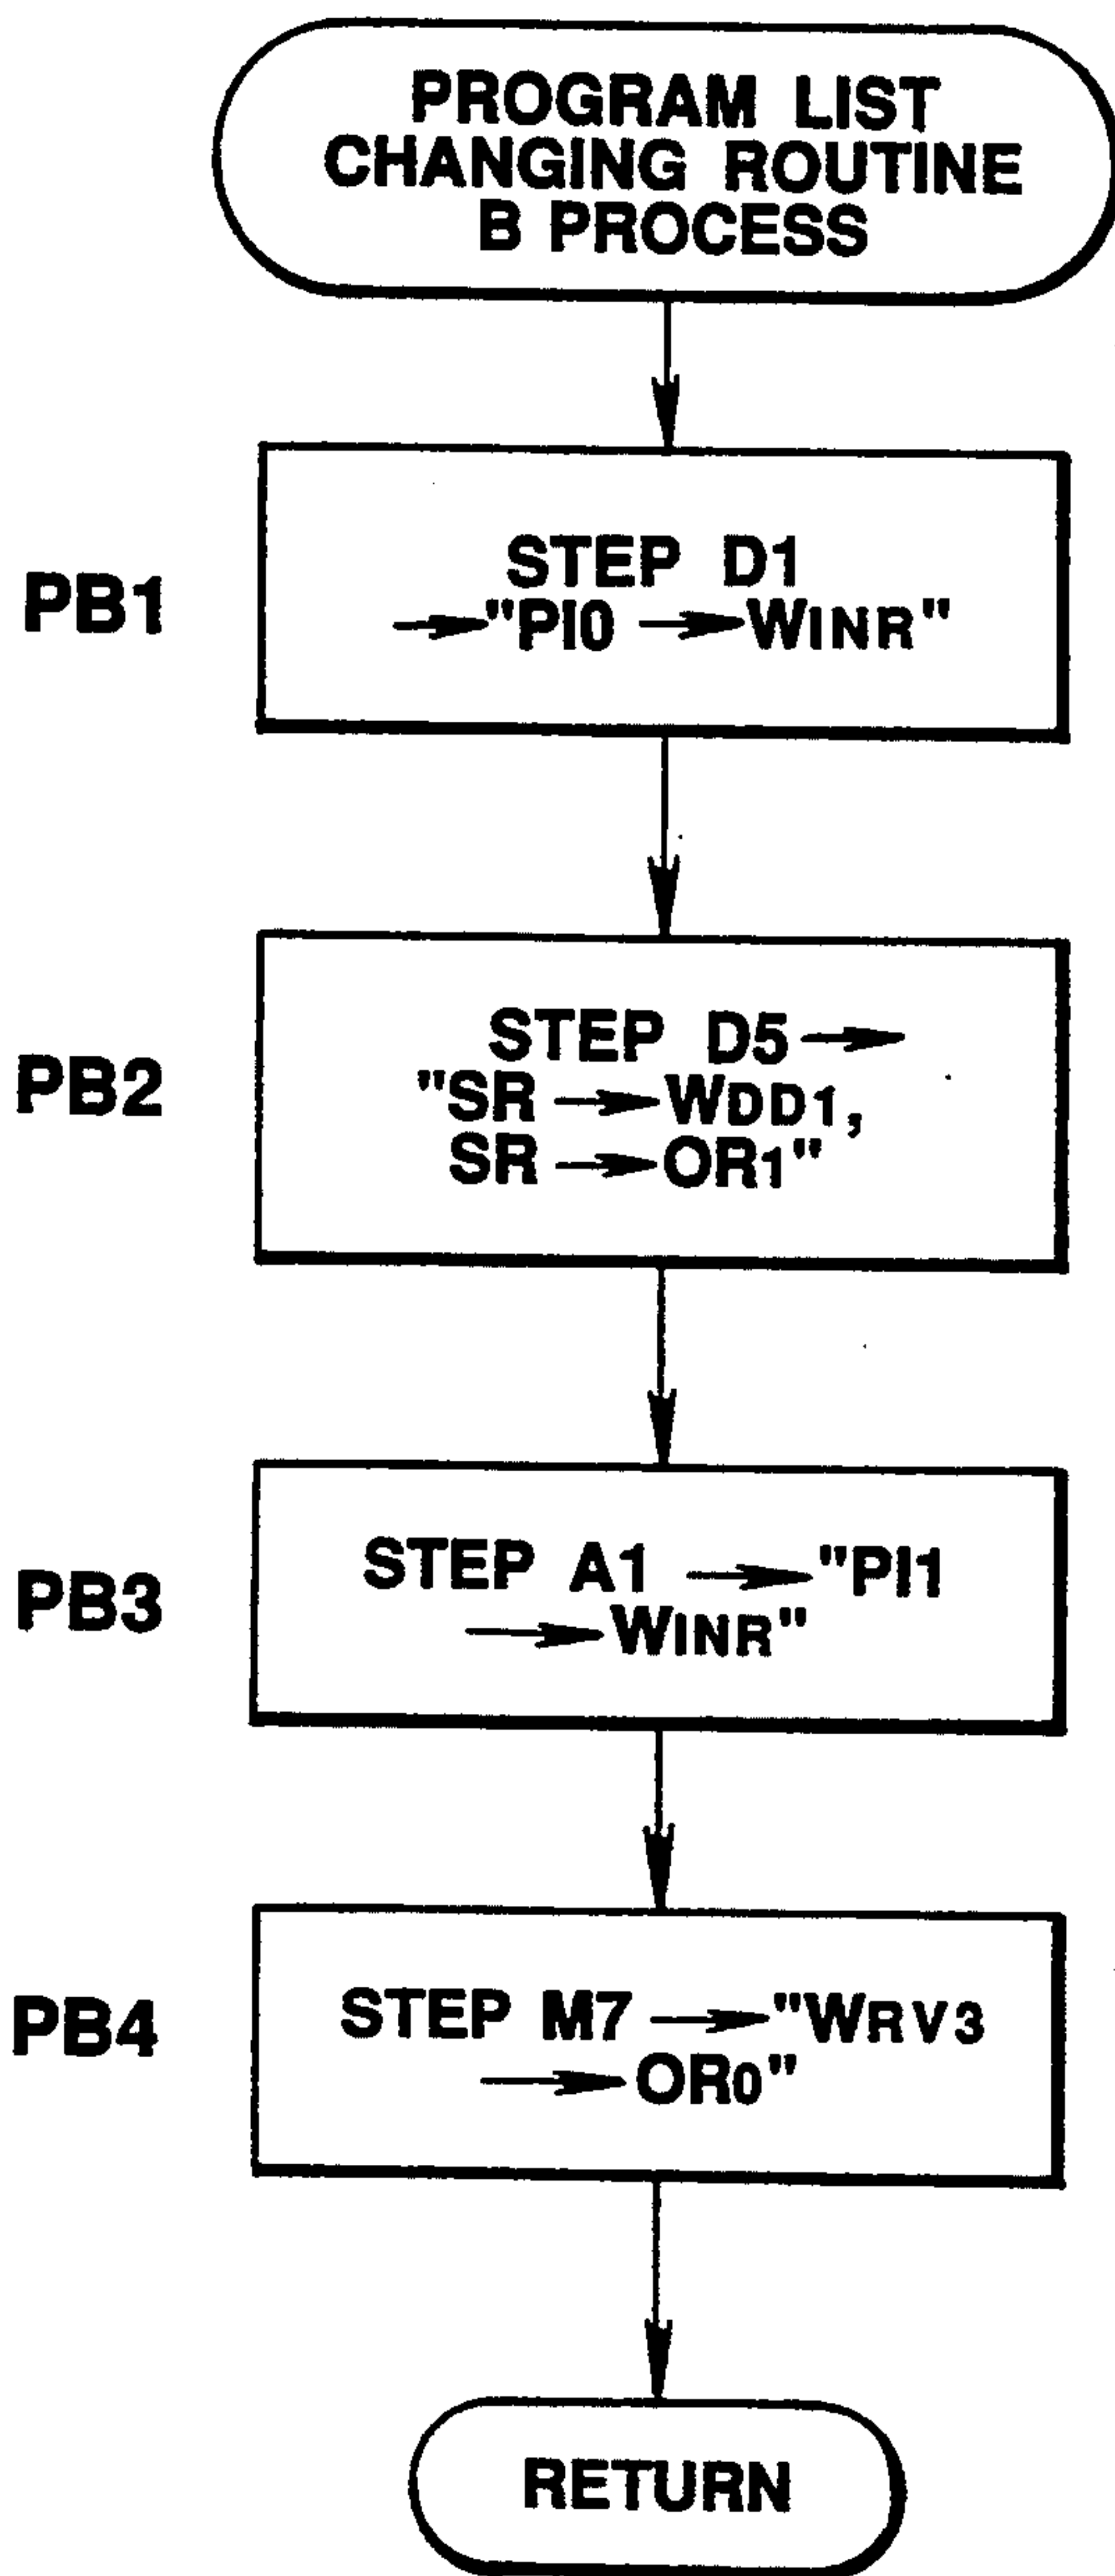 PROGRAM LIST
CHANGING ROUTINE
B PROCESS
PB1
STEP D1
→"PI0 →WINR"
PB2
STEP D5→
"SR→WDD1,
SR→OR1"
PB3
STEP A1 →"PI1
→WINR"
PB4
STEP M7→"WRV3
→OR0"
RETURN